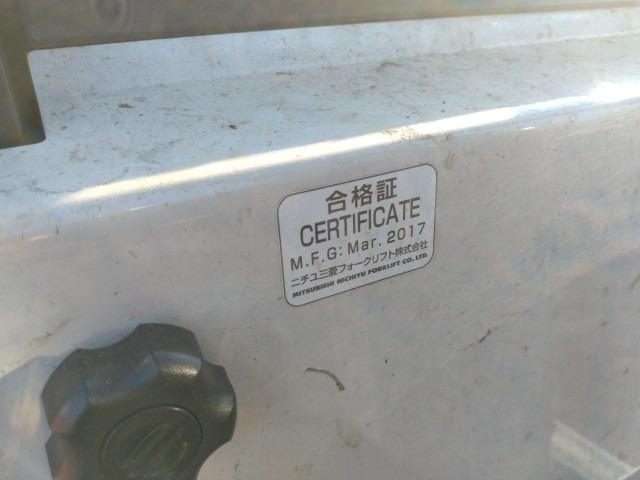 合格証
CERTIFICATE
M.F.G: Mar. 2017
ニチユ三菱フォークリフト株式会社
MITSUBISHI NICHIYU FORKLIFT CO., LTD.